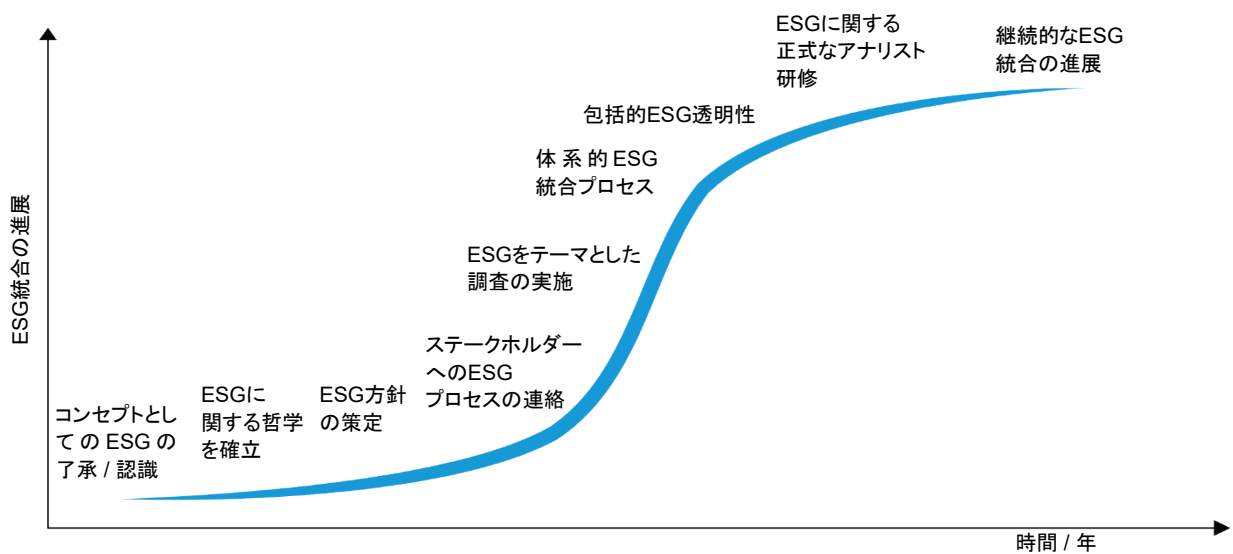 ESGに関する
正式なアナリスト
研修
継続的なESG
統合の進展
包括的ESG透明性
体系的ESG
統合プロセス
ESGをテーマとした
調査の実施
ステークホルダー
へのESG
プロセスの連絡
ESG方針
の策定
ESGに
関する哲学
を確立
コンセプトとし
てのESGの
了承 / 認識
ESG統合の進展
時間 / 年